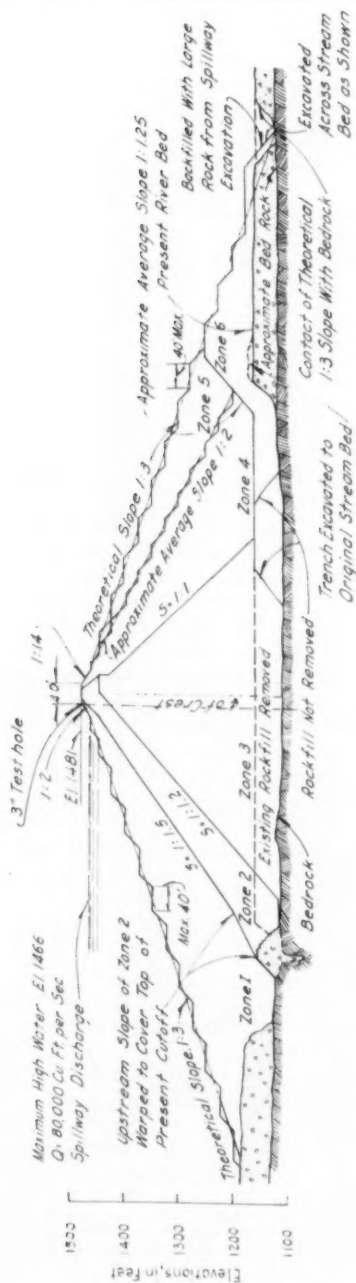 Maximum High Water El. 1466
Q= 80,000 Cu Ft. per Sec
Spillway Discharge
3" Test hole
1:2
El.1481
40'
1:1.4
℄ of Crest
Upstream Slope of Zone 2
Warped to Cover Top of
Present Cutoff
Max. 40'
Theoretical Slope 1:3
Theoretical Slope 1:3
Approximate Average Slope 1:2
Approximate Average Slope 1:1.25
Present River Bed
40' Max
Backfilled With Large
Rock from Spillway
Excavation
S=1:1.5
S=1:1.2
S=1:1
Zone 1
Zone 2
Zone 3
Zone 4
Zone 5
Zone 6
Existing Rockfill Removed
Approximate Bed Rock
Bedrock
Rockfill Not Removed
Trench Excavated to
Original Stream Bed
Contact of Theoretical
1:3 Slope With Bedrock
Excavated
Across Stream
Bed as Shown
Elevations, in Feet
1500
1400
1300
1200
1100